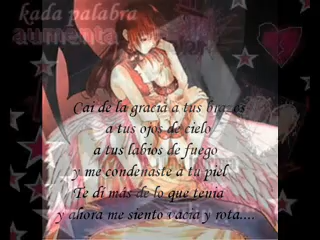 kada palabra
aumenta
Caí de la gracia a tus brazos
a tus ojos de cielo
a tus labios de fuego
y me condenaste a tu piel
Te dí más de lo que tenía
y ahora me siento vacía y rota....